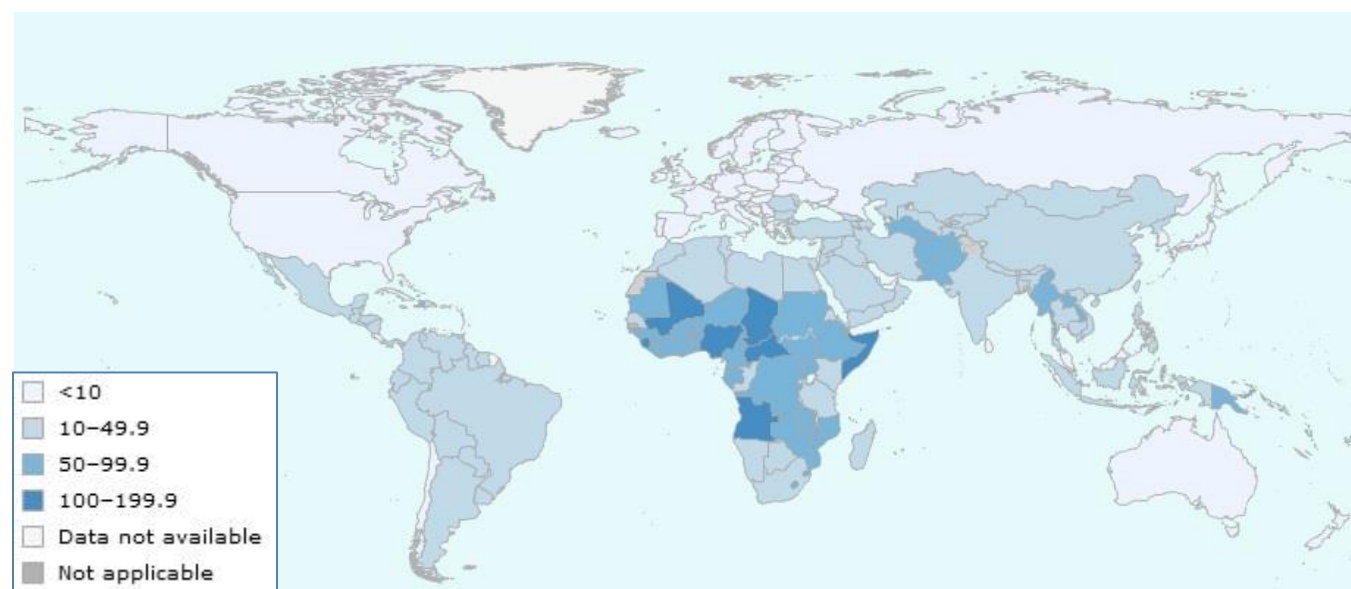 <10
10–49.9
50–99.9
100–199.9
Data not available
Not applicable